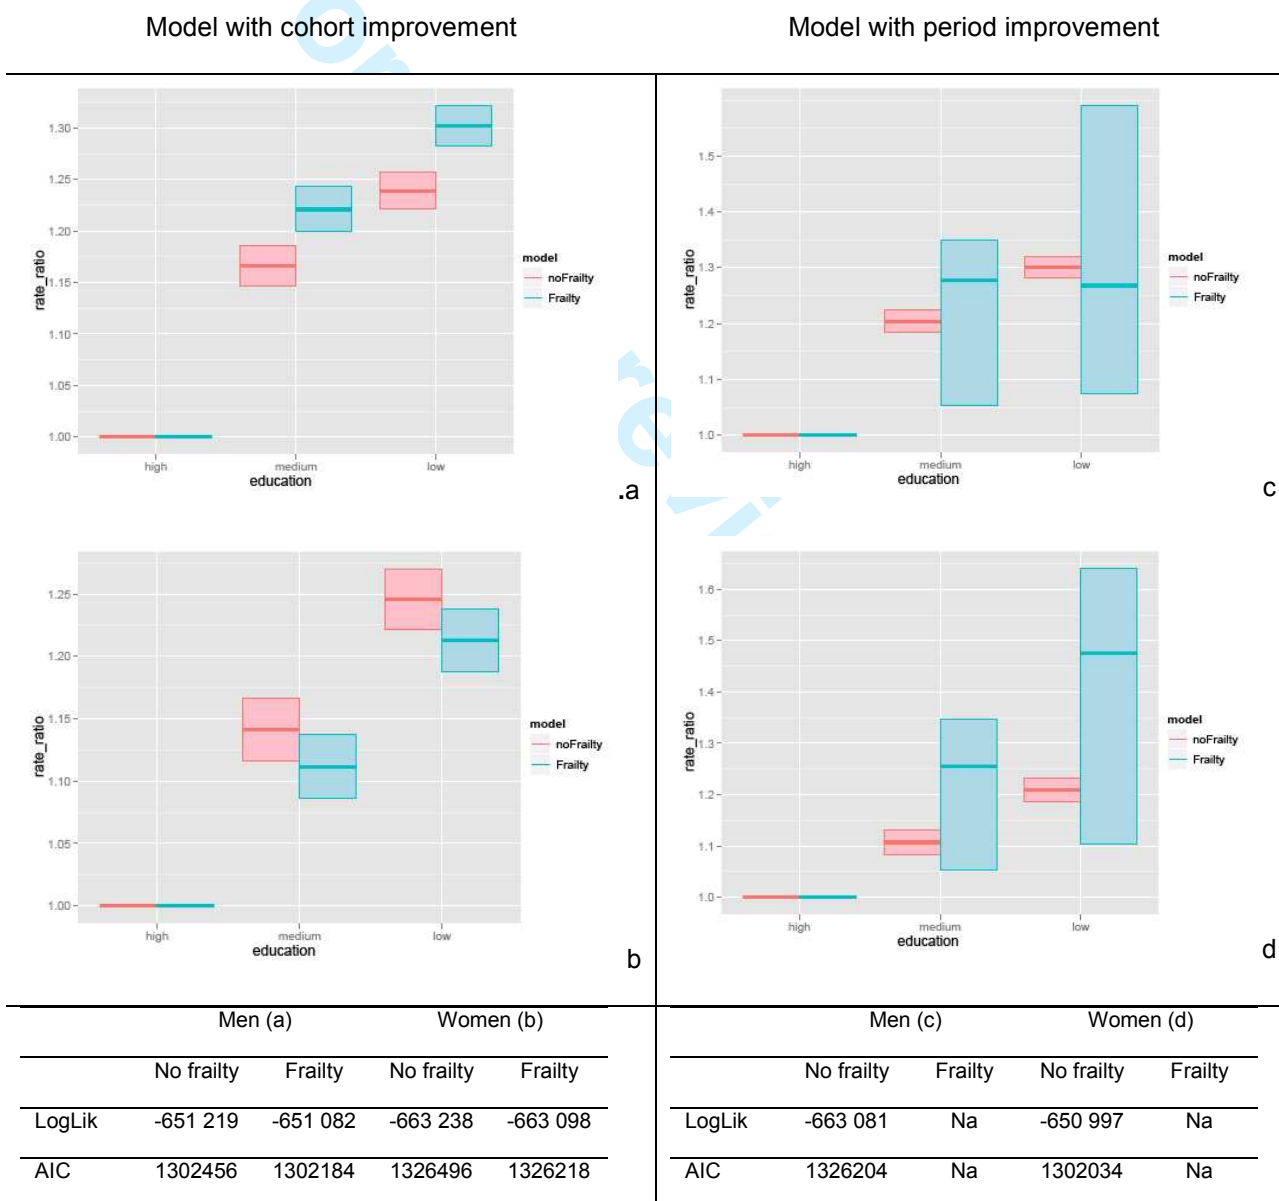 Model with cohort improvement
Model with period improvement
1.30
1.25
1.20
1.15
1.10
1.05
1.00
rate_ratio
high
medium
low
education
model
noFrailty
Frailty
.a
1.5
1.4
1.3
1.2
1.1
1.0
rate_ratio
high
medium
low
education
model
noFrailty
Frailty
c
1.25
1.20
1.15
1.10
1.05
1.00
rate_ratio
high
medium
low
education
model
noFrailty
Frailty
b
1.6
1.5
1.4
1.3
1.2
1.1
1.0
rate_ratio
high
medium
low
education
model
noFrailty
Frailty
d
Men (a) Women (b)
No frailty Frailty No frailty Frailty
LogLik -651 219 -651 082 -663 238 -663 098
AIC 1302456 1302184 1326496 1326218
Men (c) Women (d)
No frailty Frailty No frailty Frailty
LogLik -663 081 Na -650 997 Na
AIC 1326204 Na 1302034 Na